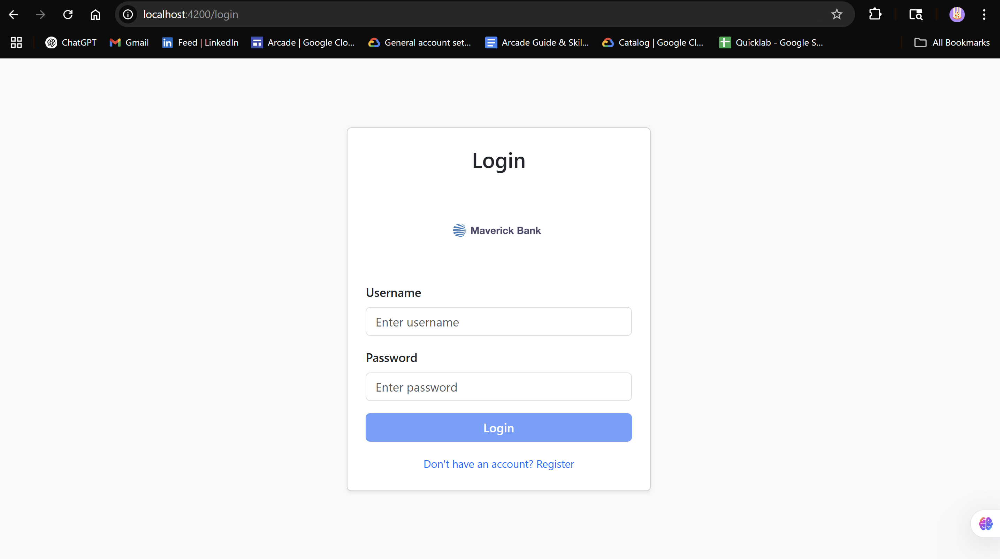 localhost:4200/login
ChatGPT Gmail Feed | LinkedIn Arcade | Google Clo... General account set... Arcade Guide & Skil... Catalog | Google Cl... Quicklab - Google S... All Bookmarks
Login
Maverick Bank
Username
Enter username
Password
Enter password
Login
Don't have an account? Register